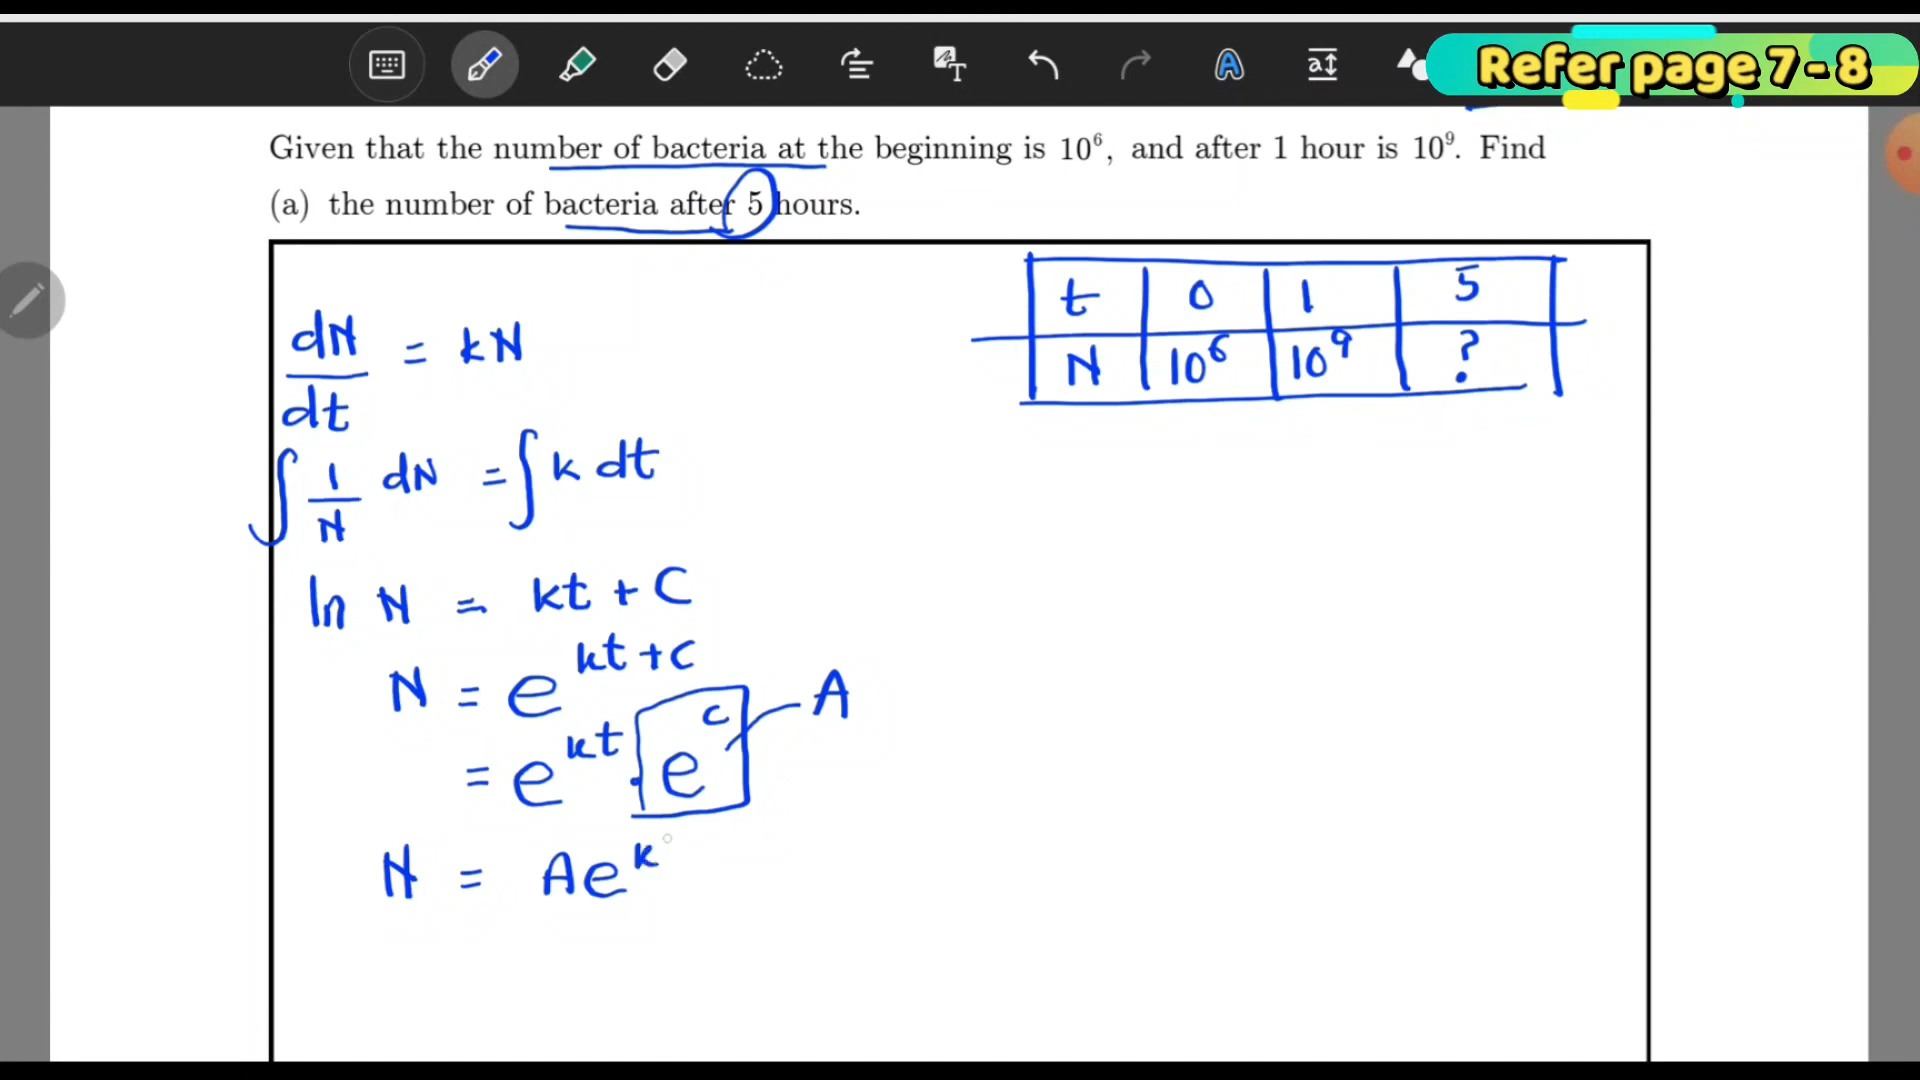 Refer page 7-8
Given that the number of bacteria at the beginning is 10⁶, and after 1 hour is 10⁹. Find
(a) the number of bacteria after 5 hours.
t 0 1 5
N 10⁶ 10⁹ ?
dN/dt = kN
∫ 1/N dN = ∫ k dt
ln N = kt + C
N = e^(kt + C)
= e^(kt) . e^(C) A
N = Ae^k